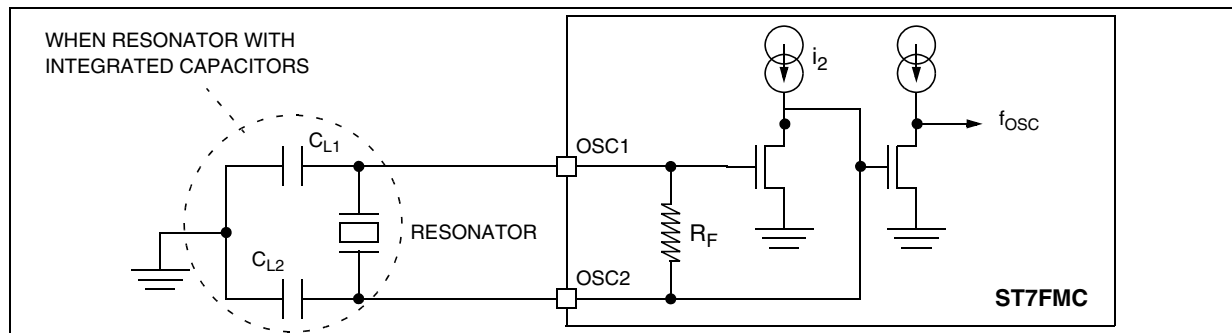 WHEN RESONATOR WITH
INTEGRATED CAPACITORS
i2
fOSC
CL1
OSC1
RESONATOR
RF
CL2
OSC2
ST7FMC